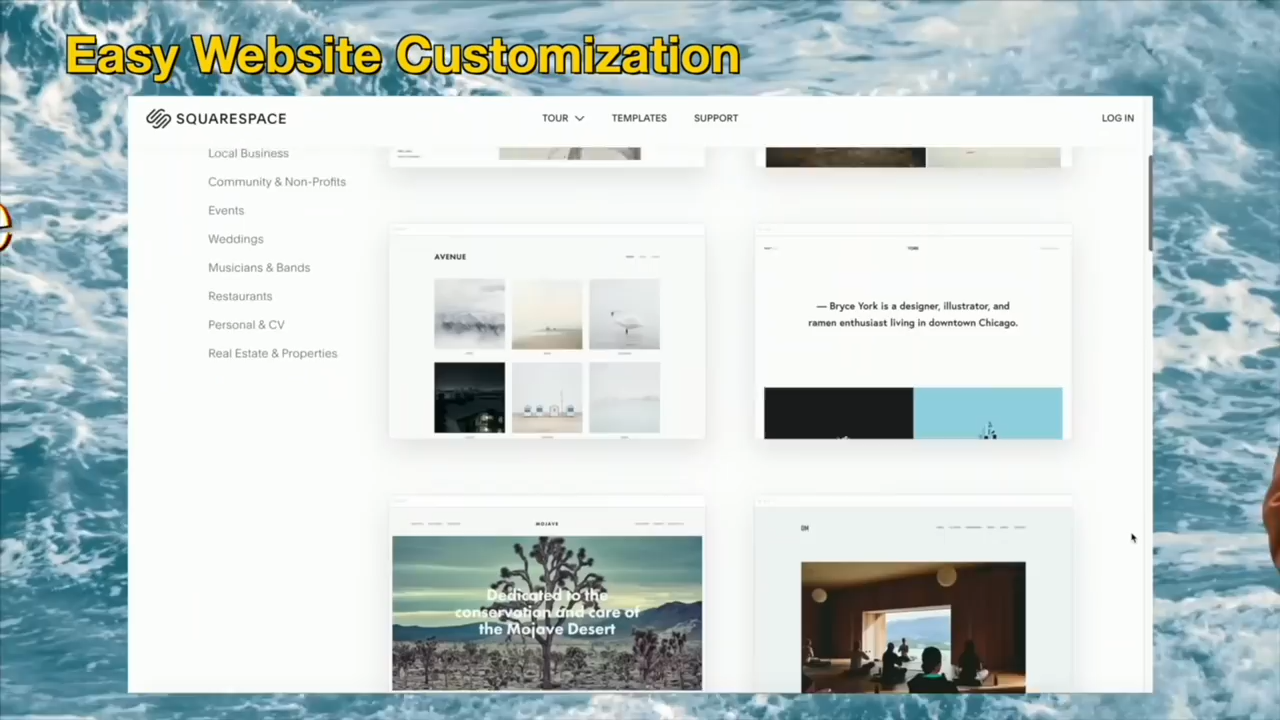 Easy Website Customization
SQUARESPACE
TOUR
TEMPLATES
SUPPORT
LOG IN
Local Business
Community & Non-Profits
Events
Weddings
Musicians & Bands
Restaurants
Personal & CV
Real Estate & Properties
AVENUE
YORK
— Bryce York is a designer, illustrator, and
ramen enthusiast living in downtown Chicago.
MOJAVE
Dedicated to the
conservation and care of
the Mojave Desert
OM
e